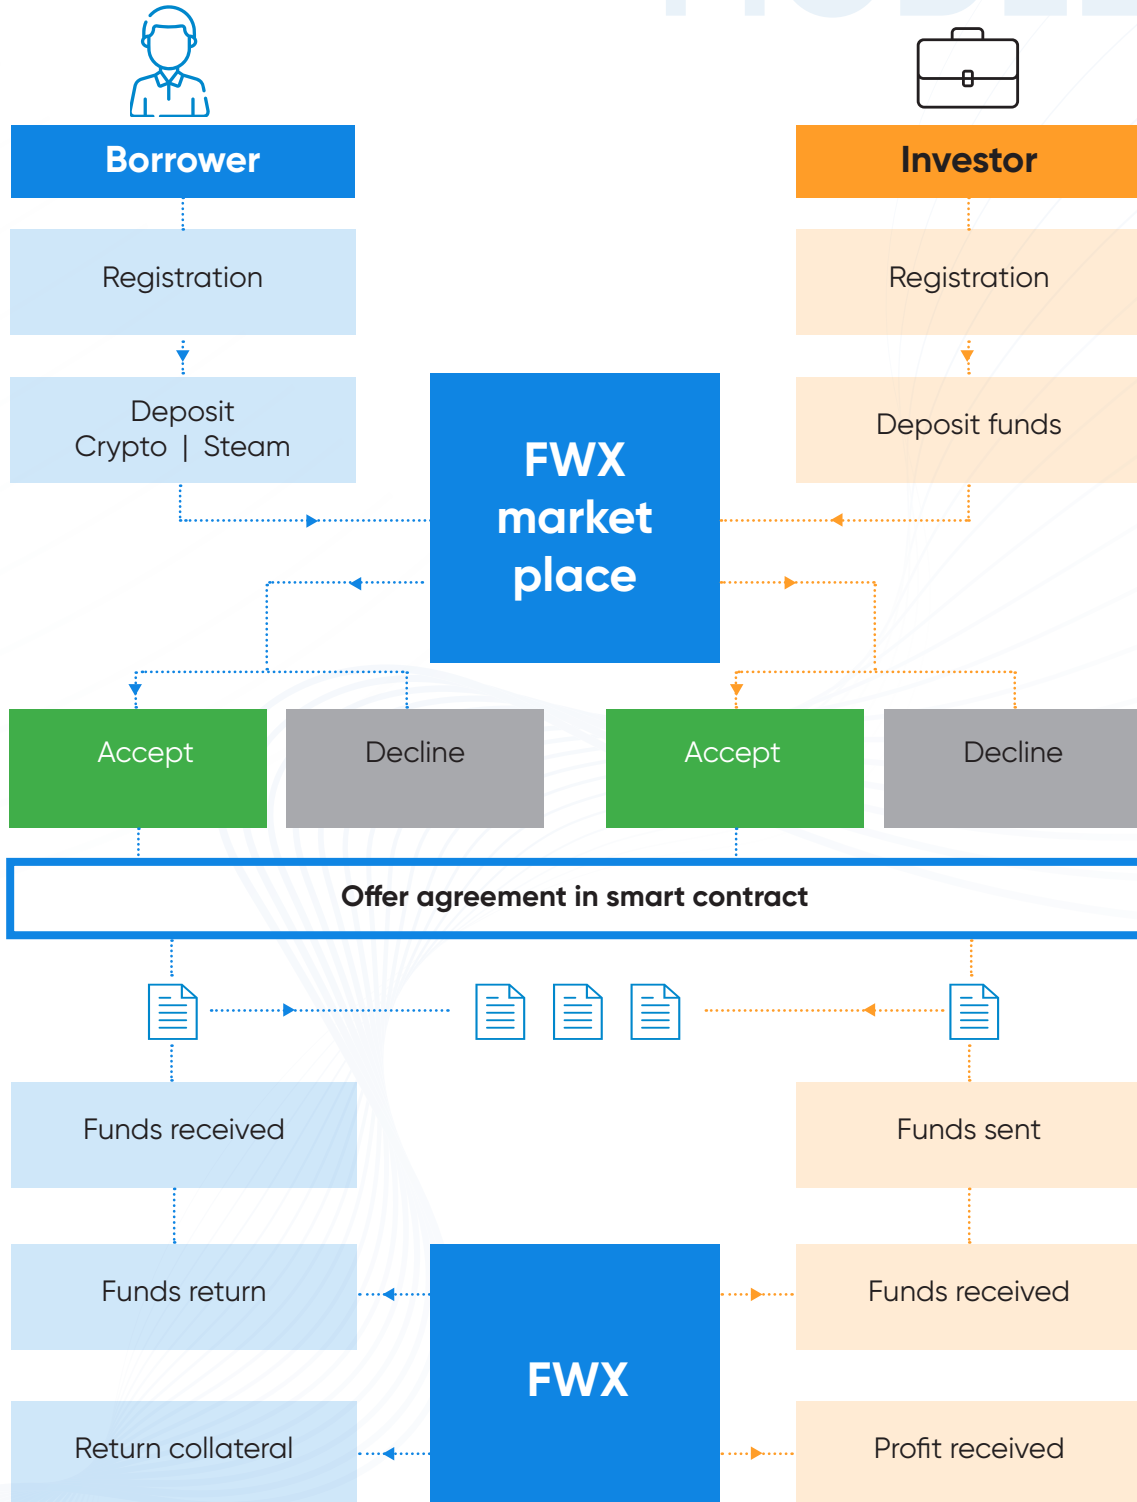 MODEL
Borrower
Investor
Registration
Registration
Deposit
Crypto | Steam
Deposit funds
FWX
market
place
Accept
Decline
Accept
Decline
Offer agreement in smart contract
Funds received
Funds sent
Funds return
Funds received
FWX
Return collateral
Profit received